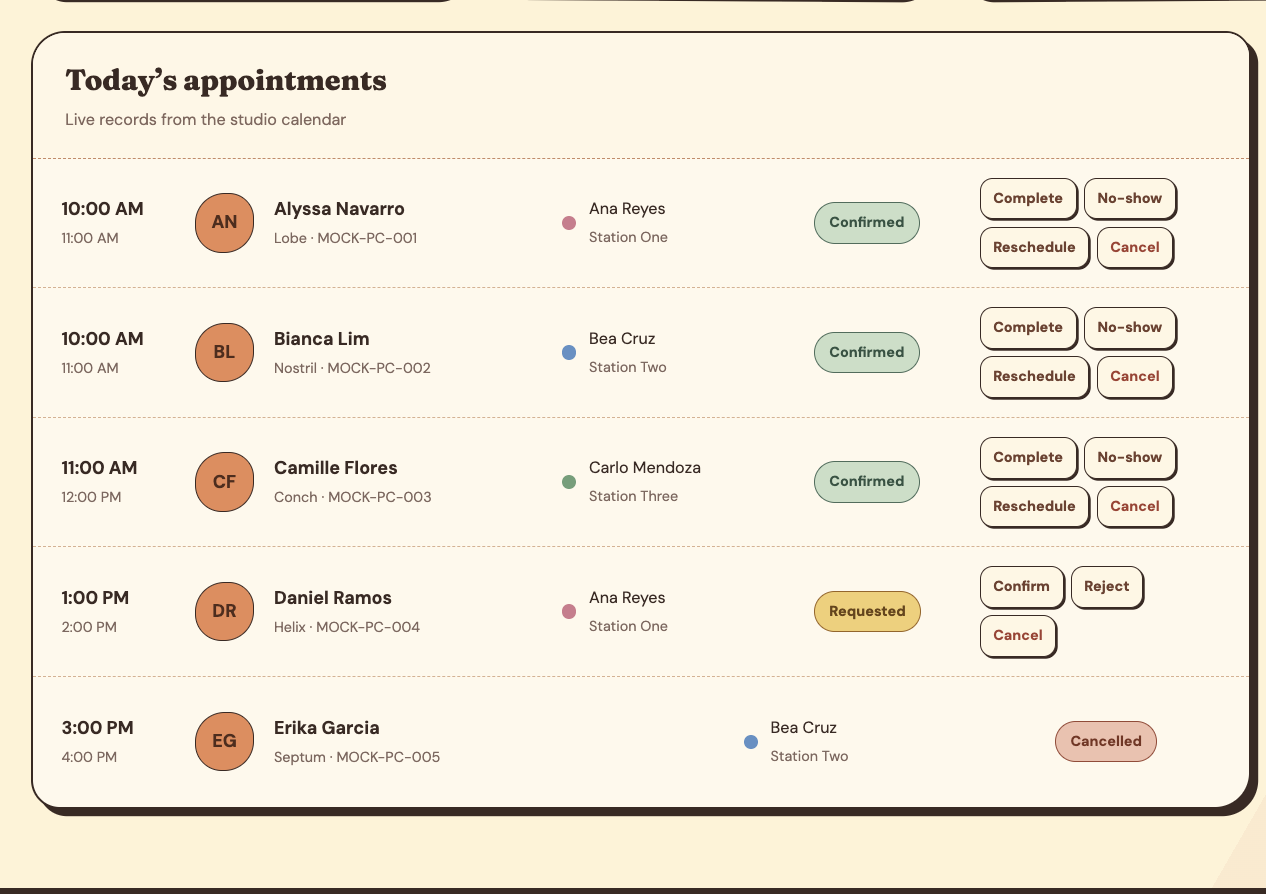 Today's appointments
Live records from the studio calendar
10:00 AM
11:00 AM
AN
Alyssa Navarro
Lobe · MOCK-PC-001
Ana Reyes
Station One
Confirmed
Complete
No-show
Reschedule
Cancel
10:00 AM
11:00 AM
BL
Bianca Lim
Nostril · MOCK-PC-002
Bea Cruz
Station Two
Confirmed
Complete
No-show
Reschedule
Cancel
11:00 AM
12:00 PM
CF
Camille Flores
Conch · MOCK-PC-003
Carlo Mendoza
Station Three
Confirmed
Complete
No-show
Reschedule
Cancel
1:00 PM
2:00 PM
DR
Daniel Ramos
Helix · MOCK-PC-004
Ana Reyes
Station One
Requested
Confirm
Reject
Cancel
3:00 PM
4:00 PM
EG
Erika Garcia
Septum · MOCK-PC-005
Bea Cruz
Station Two
Cancelled